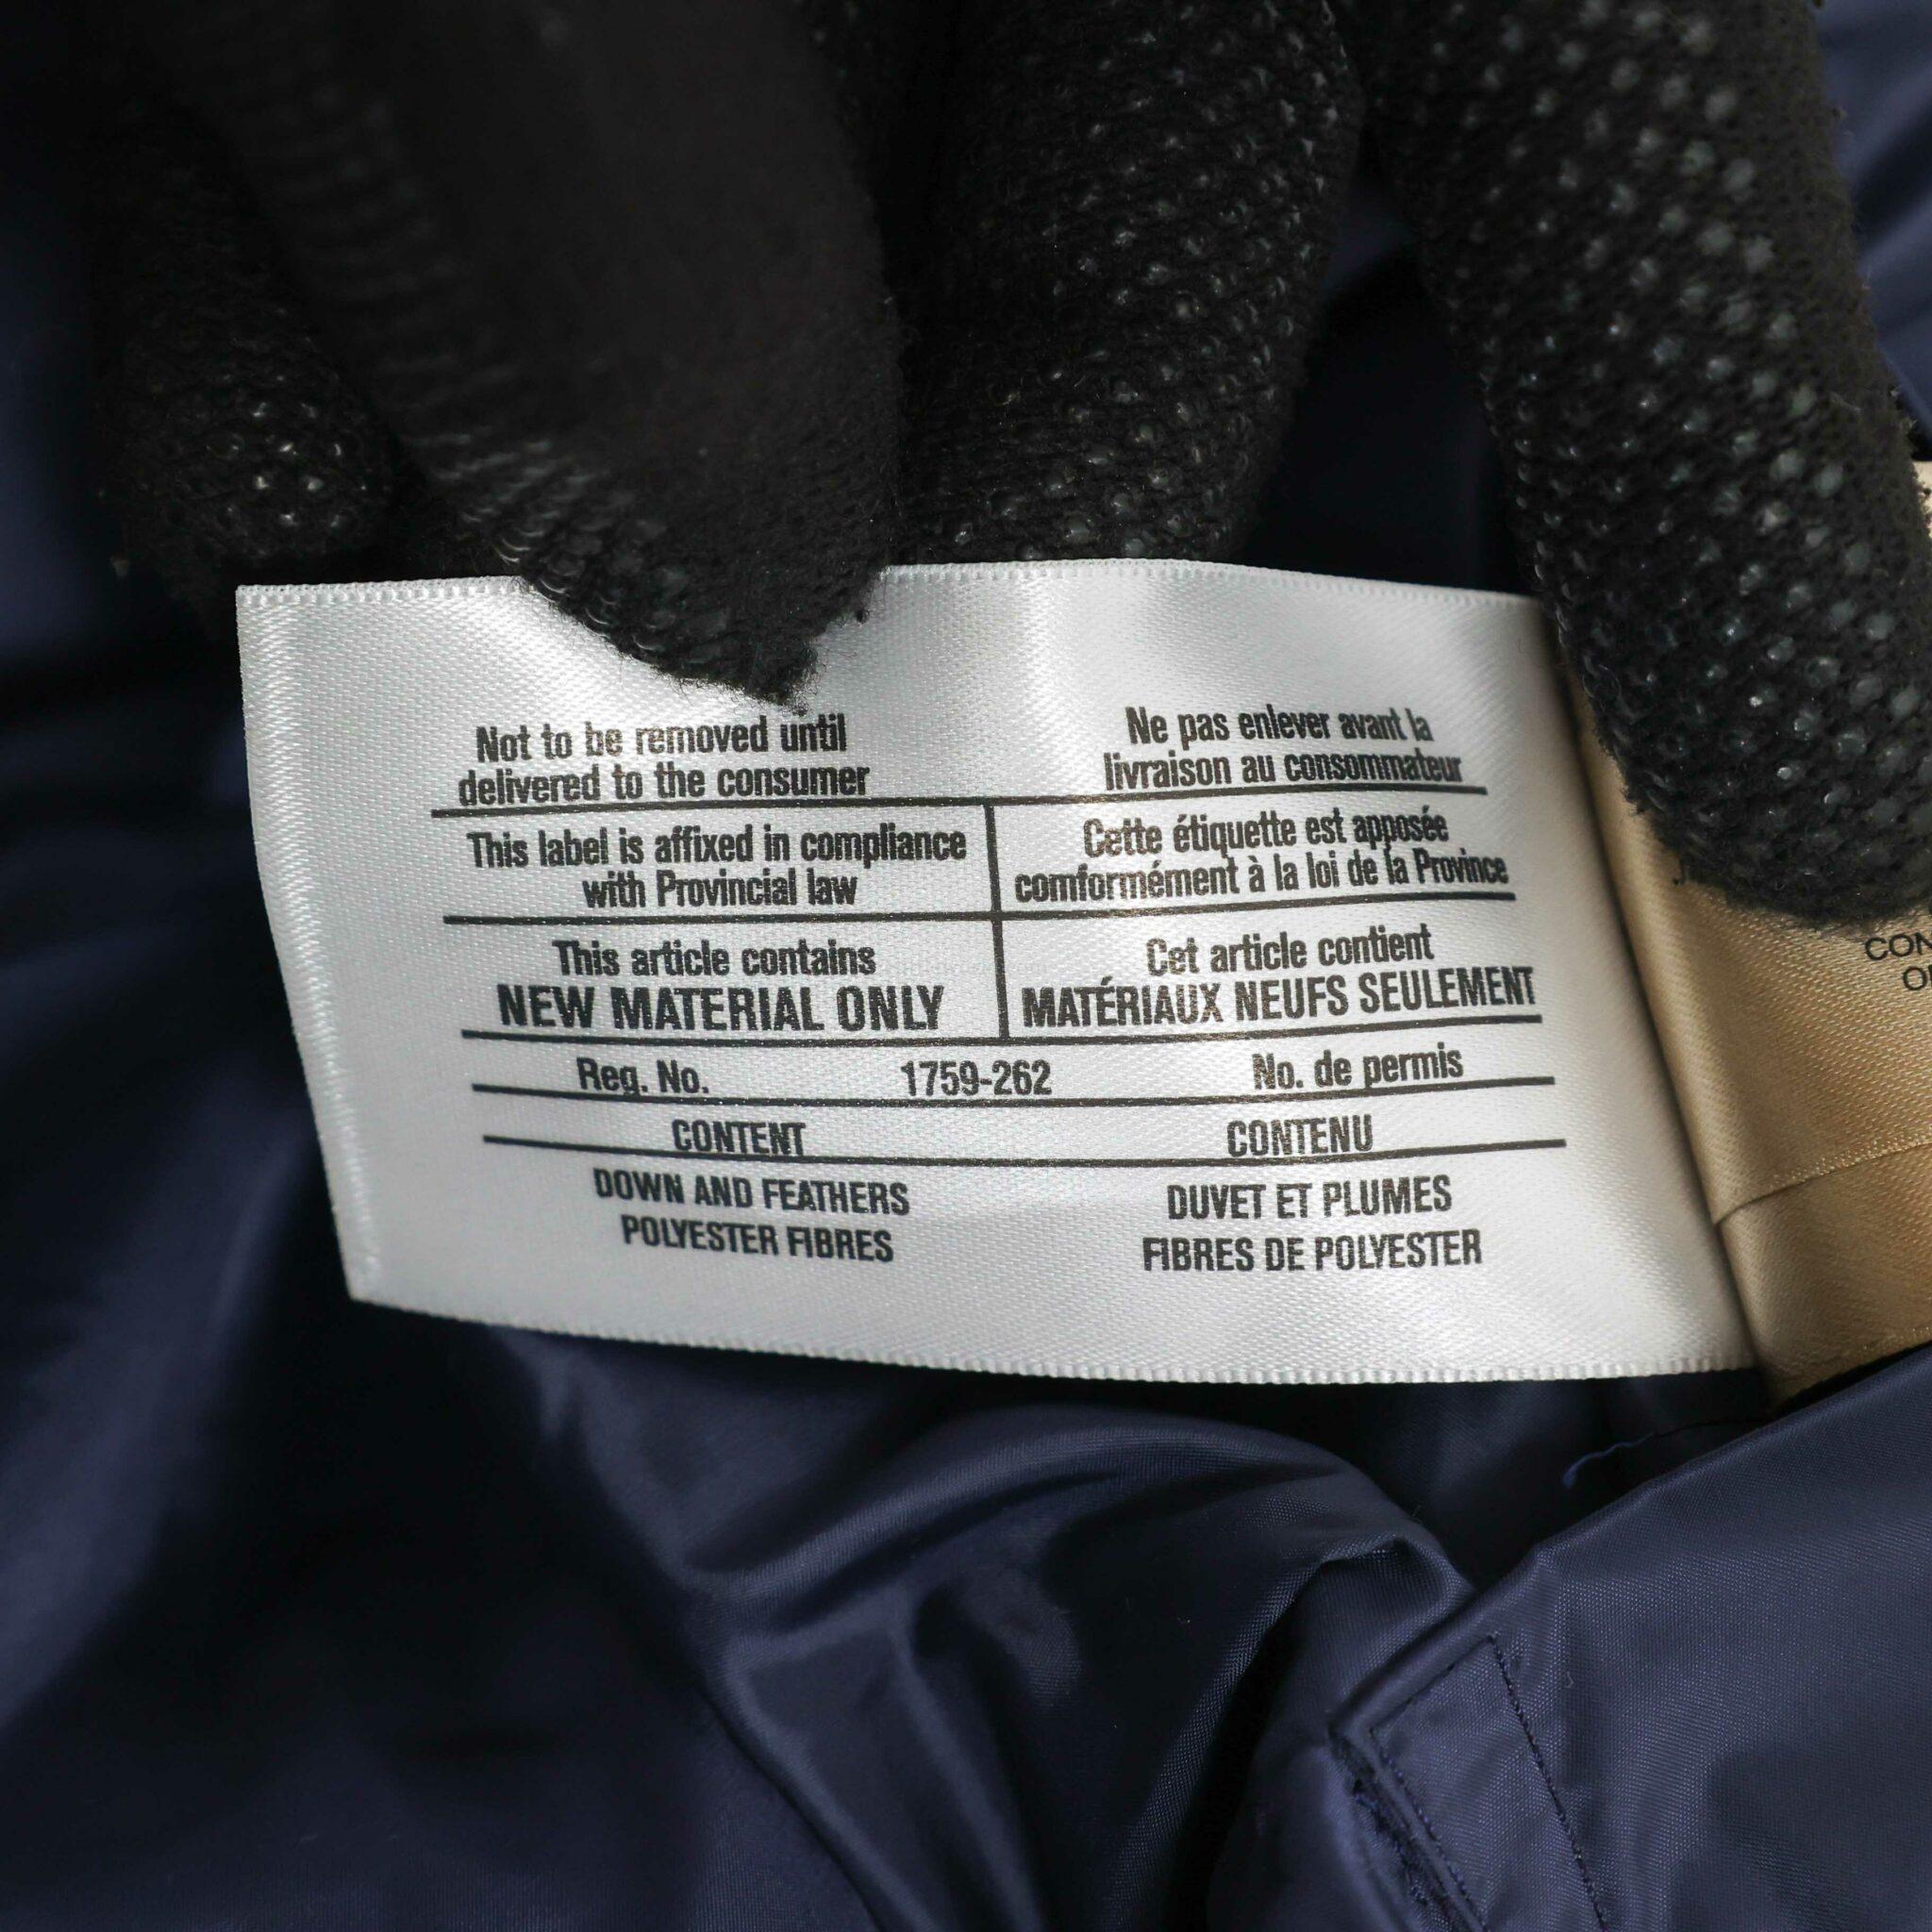 Not to be removed until
delivered to the consumer
Ne pas enlever avant la
livraison au consommateur
This label is affixed in compliance
with Provincial law
Cette étiquette est apposée
comformément à la loi de la Province
This article contains
NEW MATERIAL ONLY
Cet article contient
MATÉRIAUX NEUFS SEULEMENT
Reg. No. 1759-262 No. de permis
CONTENT CONTENU
DOWN AND FEATHERS
POLYESTER FIBRES
DUVET ET PLUMES
FIBRES DE POLYESTER